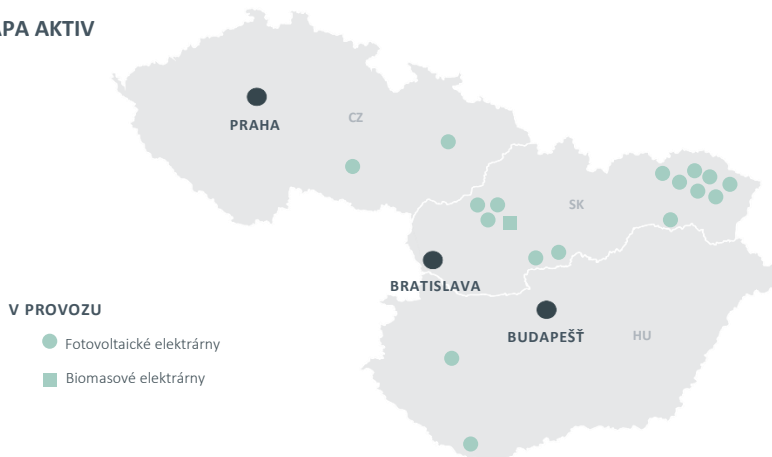 APA AKTIV
CZ
PRAHA
SK
BRATISLAVA
V PROVOZU
BUDAPEŠŤ
HU
Fotovoltaické elektrárny
Biomasové elektrárny